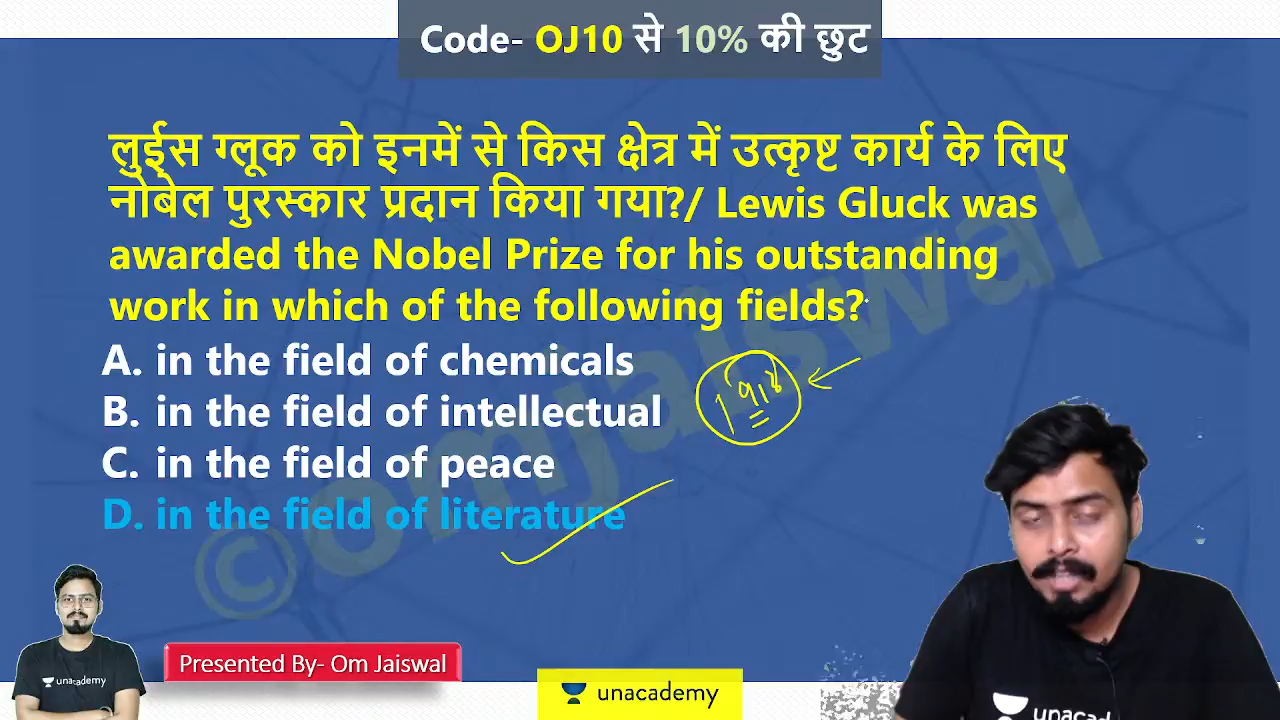 Code- OJ10 से 10% की छुट
लुईस ग्लूक को इनमें से किस क्षेत्र में उत्कृष्ट कार्य के लिए
नोबेल पुरस्कार प्रदान किया गया?/ Lewis Gluck was
awarded the Nobel Prize for his outstanding
work in which of the following fields?
A. in the field of chemicals
B. in the field of intellectual
C. in the field of peace
D. in the field of literature
©omjaiswal
Presented By- Om Jaiswal
unacademy
unacademy